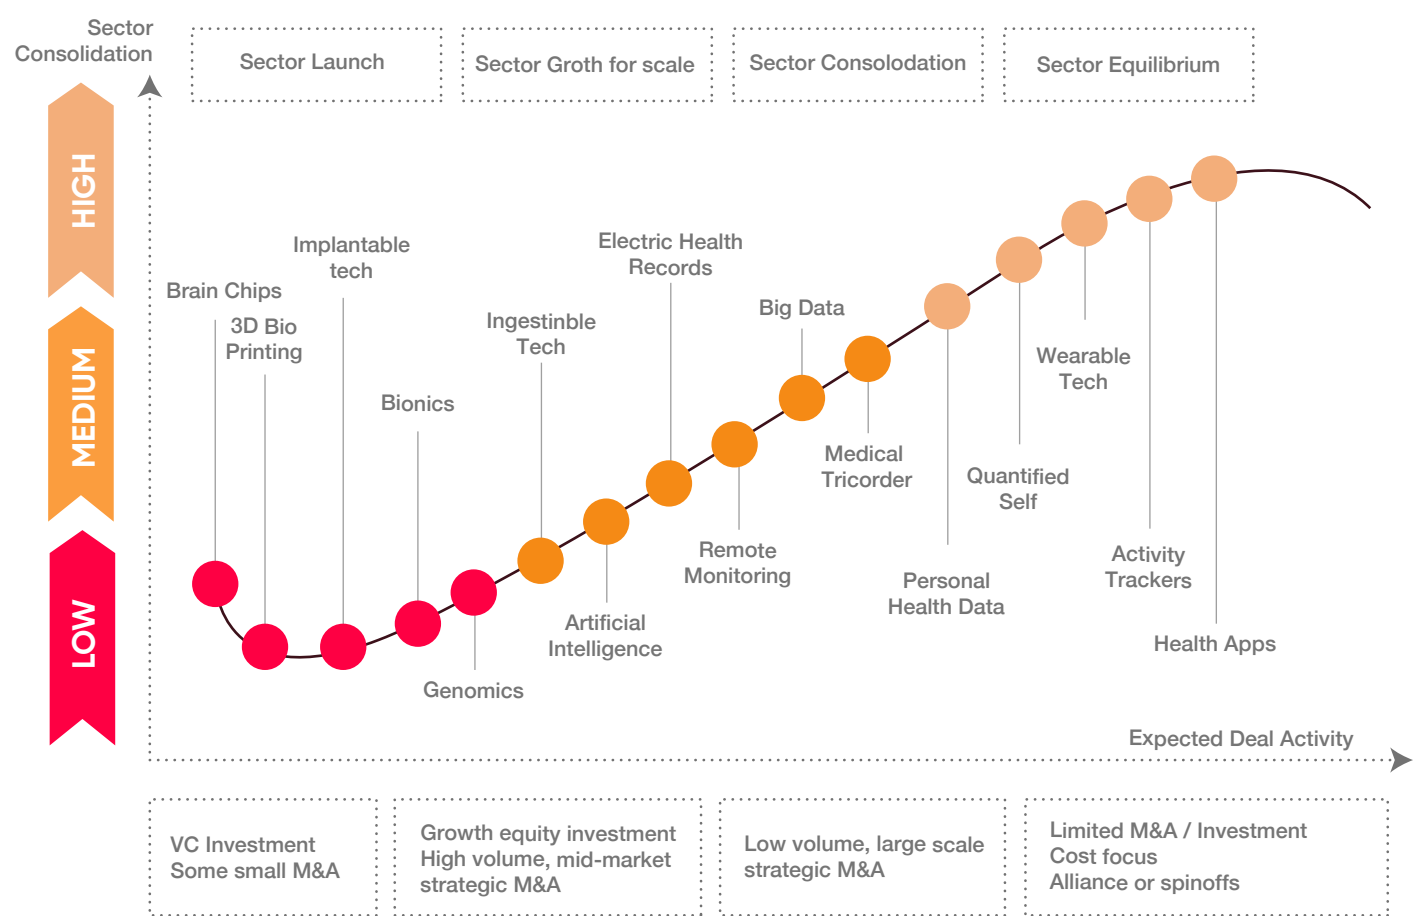 Sector
Consolidation
Sector Launch
Sector Groth for scale
Sector Consolodation
Sector Equilibrium
HIGH
MEDIUM
LOW
Brain Chips
3D Bio
Printing
Implantable
tech
Bionics
Genomics
Ingestinble
Tech
Artificial
Intelligence
Electric Health
Records
Remote
Monitoring
Big Data
Medical
Tricorder
Personal
Health Data
Quantified
Self
Wearable
Tech
Activity
Trackers
Health Apps
Expected Deal Activity
VC Investment
Some small M&A
Growth equity investment
High volume, mid-market
strategic M&A
Low volume, large scale
strategic M&A
Limited M&A / Investment
Cost focus
Alliance or spinoffs